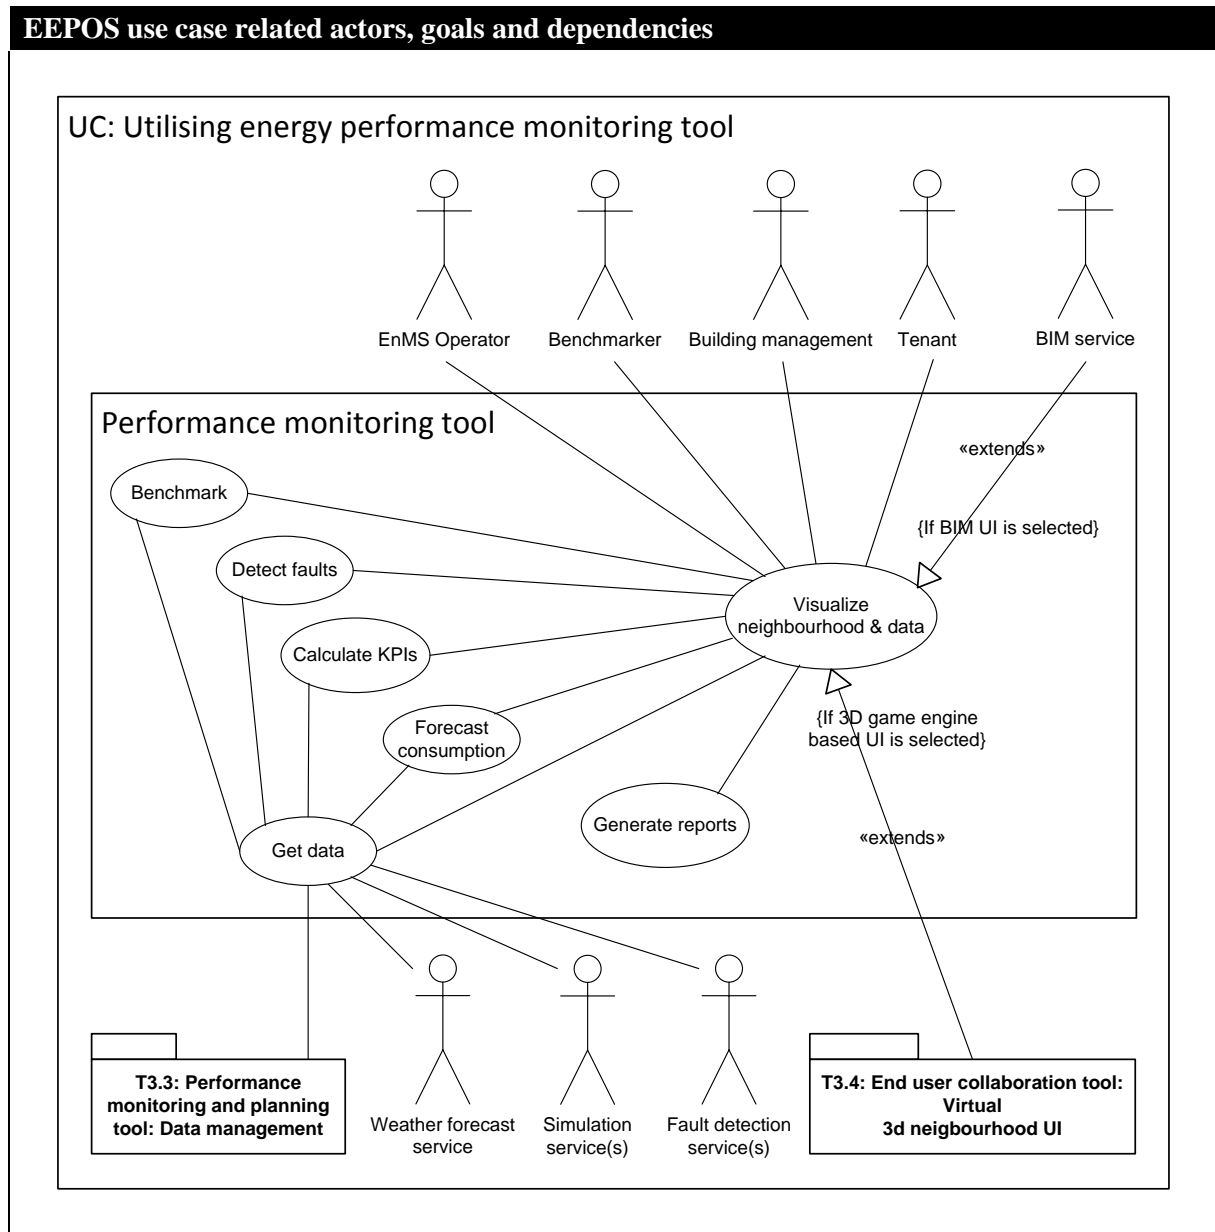 EEPOS use case related actors, goals and dependencies
UC: Utilising energy performance monitoring tool
EnMS Operator
Benchmarker
Building management
Tenant
BIM service
Performance monitoring tool
«extends»
Benchmark
{If BIM UI is selected}
Detect faults
Visualize
neighbourhood & data
Calculate KPIs
{If 3D game engine
based UI is selected}
Forecast
consumption
Generate reports
«extends»
Get data
T3.3: Performance
monitoring and planning
tool: Data management
T3.4: End user collaboration tool:
Virtual
3d neigbourhood UI
Weather forecast
service
Simulation
service(s)
Fault detection
service(s)